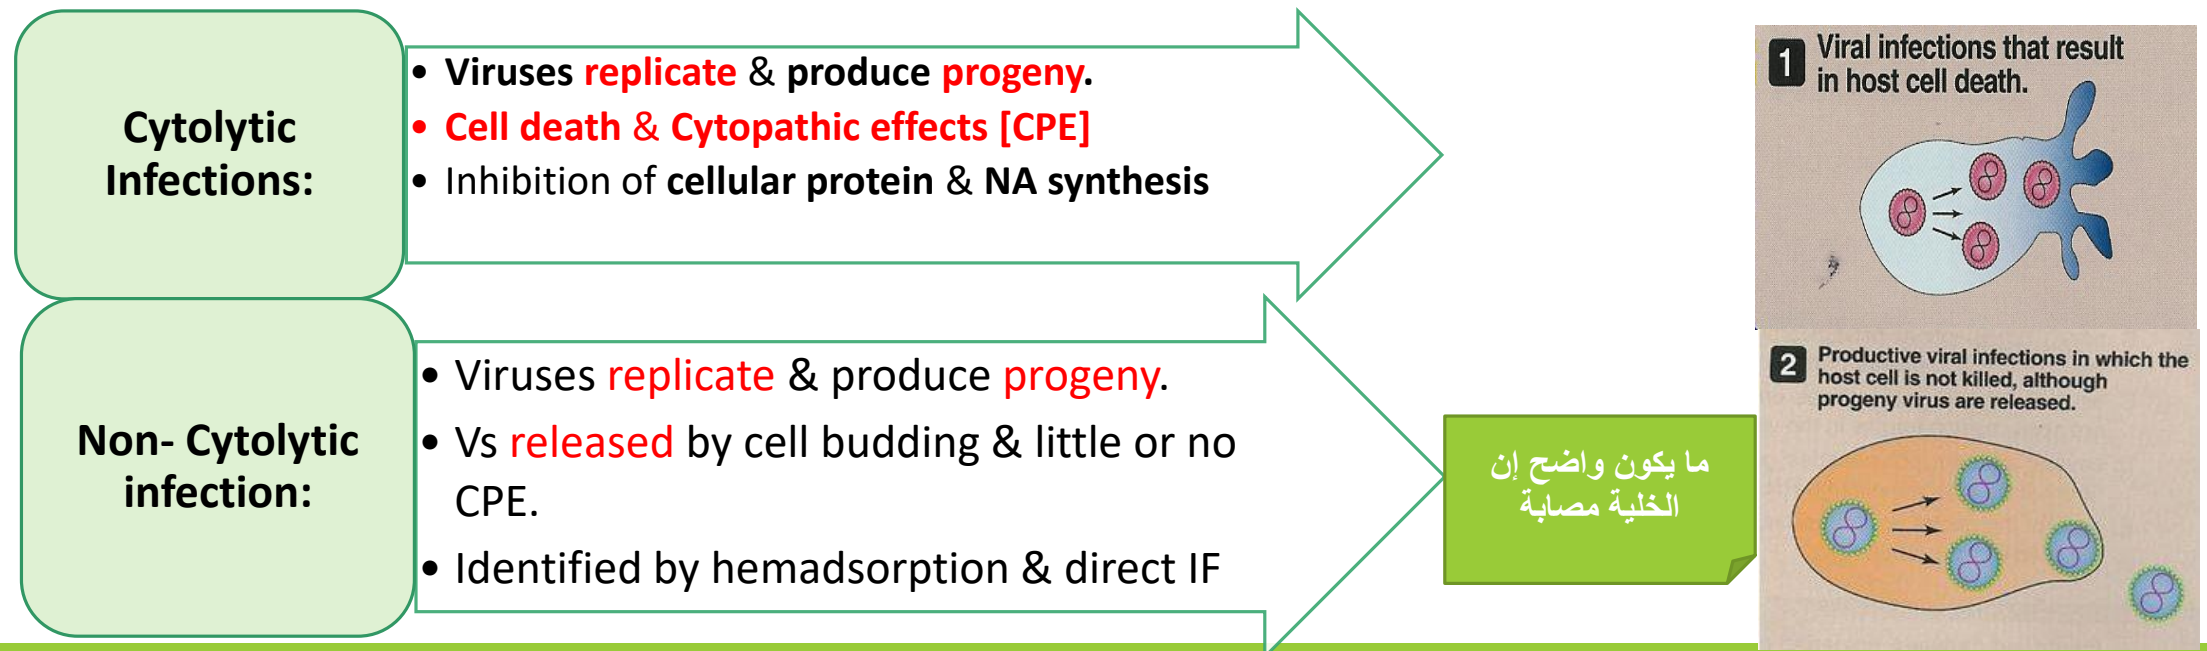 Cytolytic
Infections:
• Viruses replicate & produce progeny.
• Cell death & Cytopathic effects [CPE]
• Inhibition of cellular protein & NA synthesis
1 Viral infections that result
in host cell death.
Non- Cytolytic
infection:
• Viruses replicate & produce progeny.
• Vs released by cell budding & little or no
CPE.
• Identified by hemadsorption & direct IF
ما يكون واضح إن
الخلية مصابة
2 Productive viral infections in which the
host cell is not killed, although
progeny virus are released.